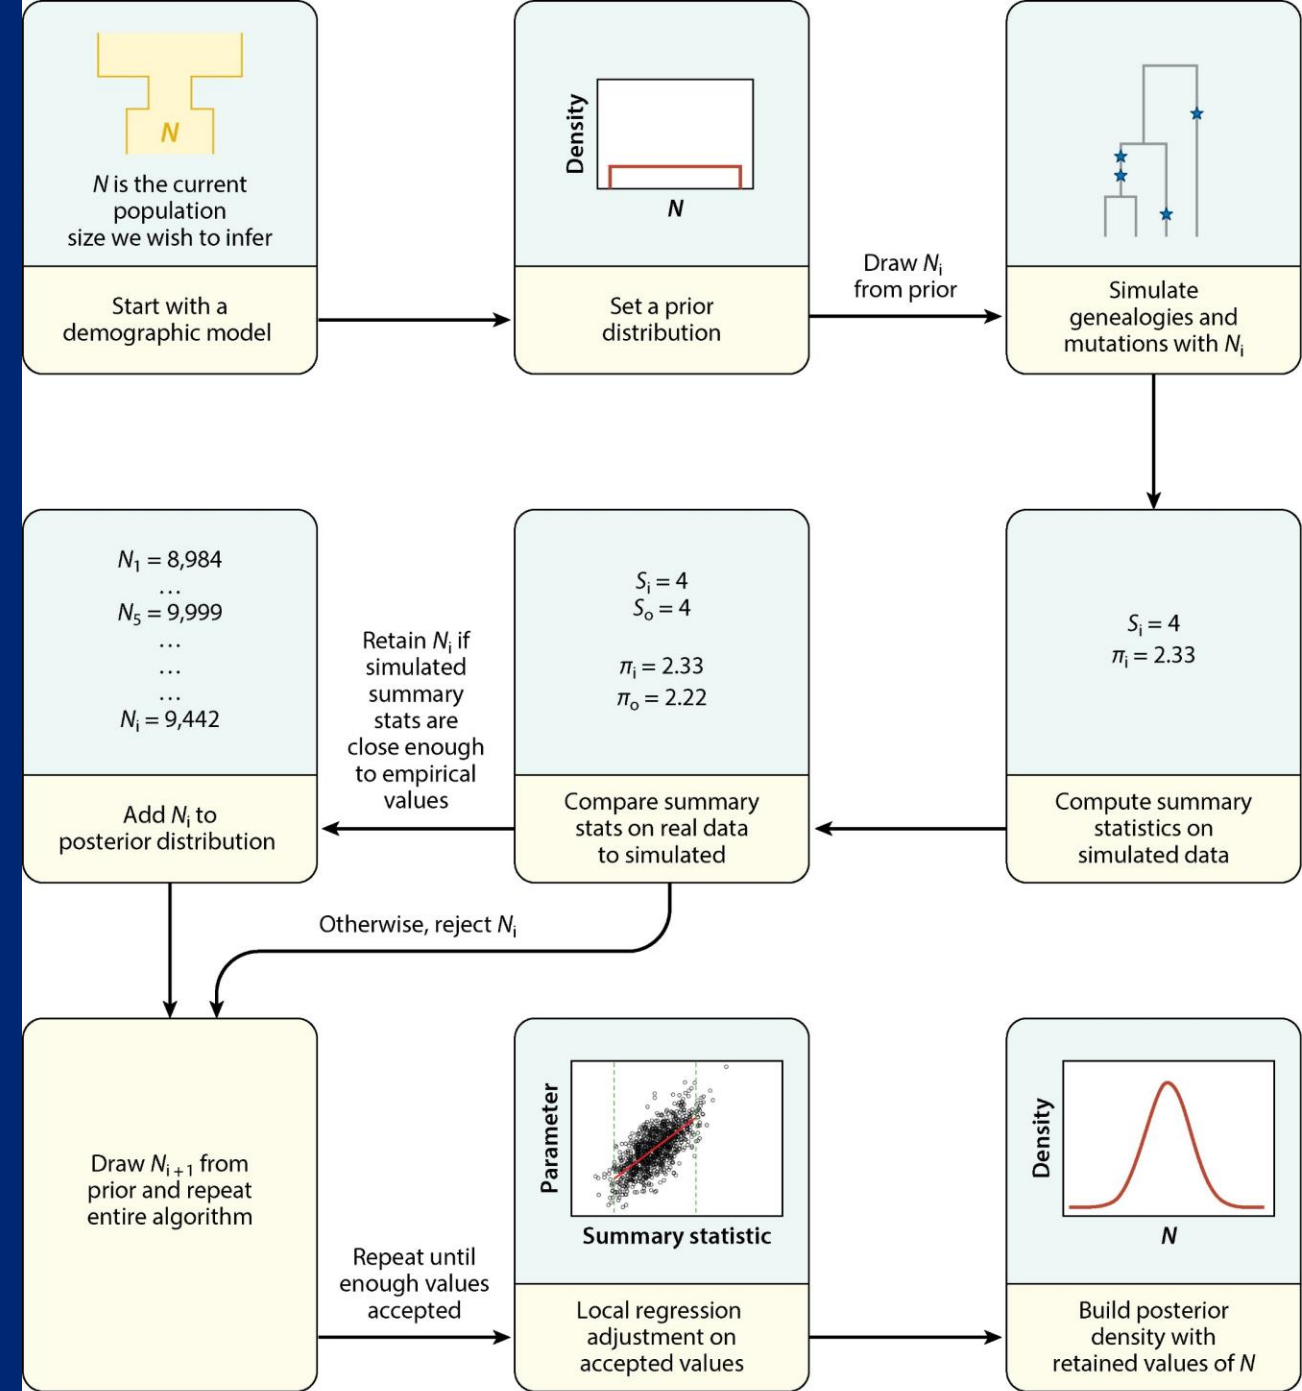 N
N is the current
population
size we wish to infer
Start with a
demographic model
Density
N
Set a prior
distribution
Draw Nᵢ
from prior
Simulate
genealogies and
mutations with Nᵢ
N₁ = 8,984
...
N₅ = 9,999
...
...
...
Nᵢ = 9,442
Add Nᵢ to
posterior distribution
Retain Nᵢ if
simulated
summary
stats are
close enough
to empirical
values
Sᵢ = 4
Sₒ = 4
πᵢ = 2.33
πₒ = 2.22
Compare summary
stats on real data
to simulated
Sᵢ = 4
πᵢ = 2.33
Compute summary
statistics on
simulated data
Otherwise, reject Nᵢ
Draw Nᵢ₊₁ from
prior and repeat
entire algorithm
Repeat until
enough values
accepted
Parameter
Summary statistic
Local regression
adjustment on
accepted values
Density
N
Build posterior
density with
retained values of N